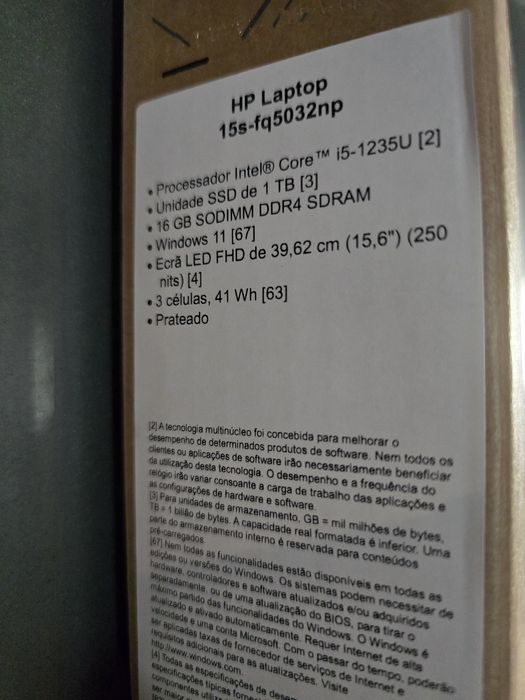 HP Laptop
15s-fq5032np
• Processador Intel® Core™ i5-1235U [2]
• Unidade SSD de 1 TB [3]
• 16 GB SODIMM DDR4 SDRAM
• Windows 11 [67]
• Ecrã LED FHD de 39,62 cm (15,6") (250
nits) [4]
• 3 células, 41 Wh [63]
• Prateado
[2] A tecnologia multinúcleo foi concebida para melhorar o
desempenho de determinados produtos de software. Nem todos os
clientes ou aplicações de software irão necessariamente beneficiar
da utilização desta tecnologia. O desempenho e a frequência do
relógio irão variar consoante a carga de trabalho das aplicações e
as configurações de hardware e software.
[3] Para unidades de armazenamento, GB = mil milhões de bytes.
TB = 1 bilião de bytes. A capacidade real formatada é inferior. Uma
parte do armazenamento interno é reservada para conteúdos
pré-carregados.
[67] Nem todas as funcionalidades estão disponíveis em todas as
edições ou versões do Windows. Os sistemas podem necessitar de
hardware, controladores e software atualizados e/ou adquiridos
separadamente, ou de uma atualização do BIOS, para tirar o
máximo partido das funcionalidades do Windows. O Windows é
atualizado e ativado automaticamente. Requer Internet de alta
velocidade e uma conta Microsoft. Com o passar do tempo, poderão
ser aplicadas taxas de fornecedor de serviços de Internet e
requisitos adicionais para as atualizações. Visite
http://www.windows.com.
[4] Todas as especificações de desem
especificações típicas forne
componentes utiliz
ser maior